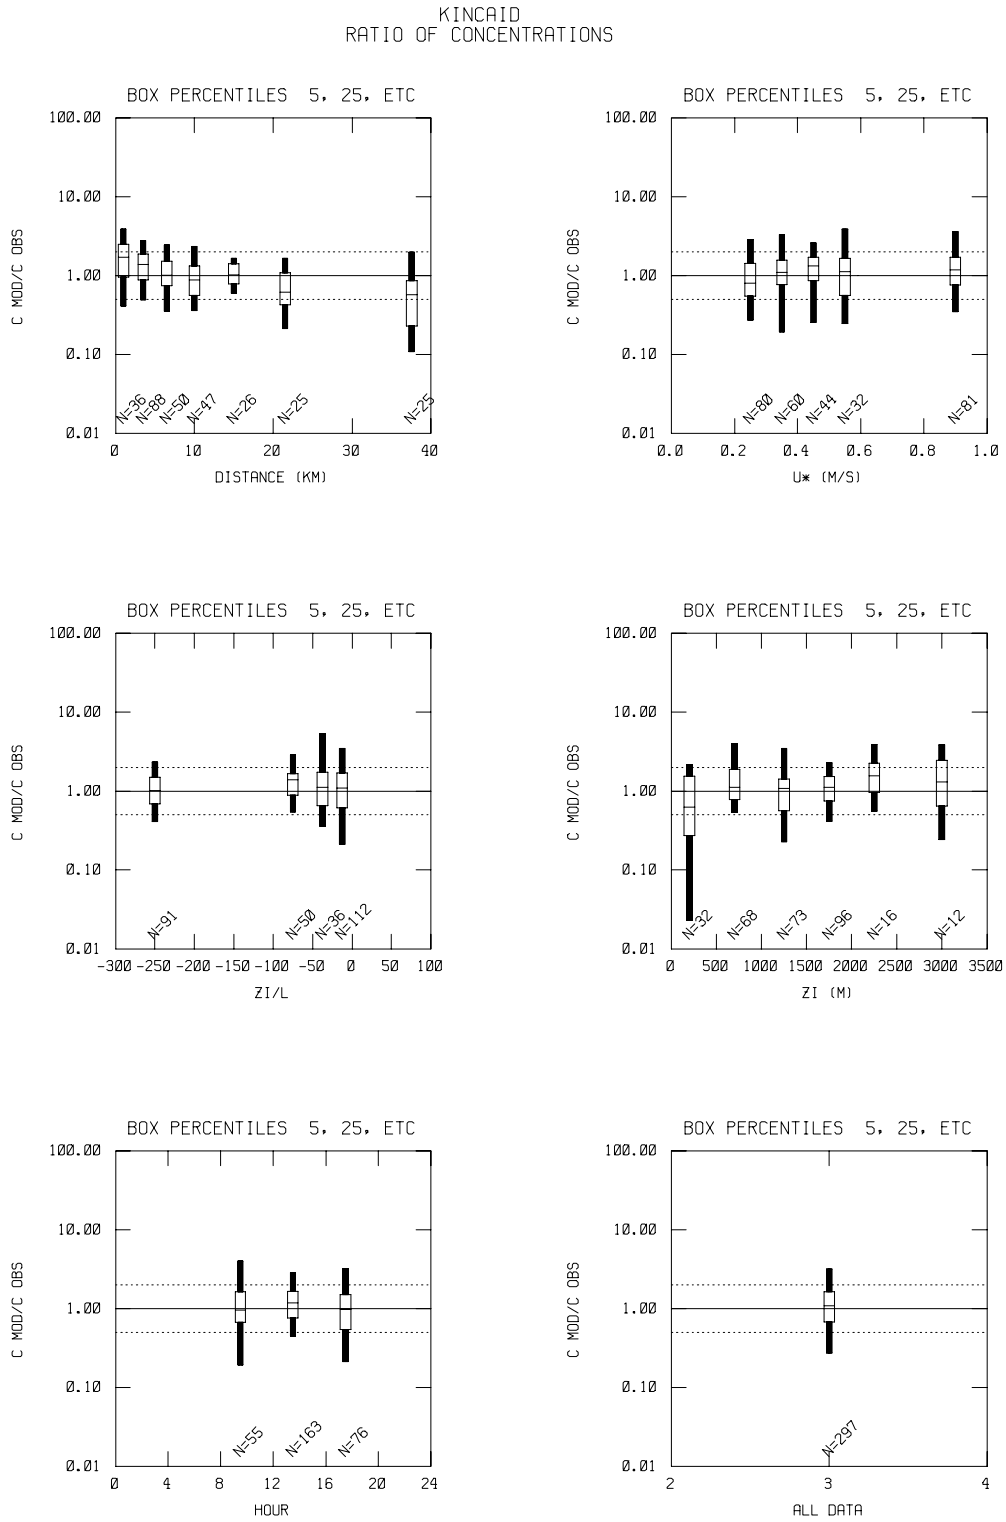 KINCAID
RATIO OF CONCENTRATIONS
BOX PERCENTILES 5, 25, ETC
100.00
10.00
1.00
0.10
0.01
C MOD/C OBS
N=36 N=88 N=50 N=47 N=26 N=25 N=25
0 10 20 30 40
DISTANCE (KM)
BOX PERCENTILES 5, 25, ETC
100.00
10.00
1.00
0.10
0.01
C MOD/C OBS
N=80 N=60 N=44 N=32 N=81
0.0 0.2 0.4 0.6 0.8 1.0
U* (M/S)
BOX PERCENTILES 5, 25, ETC
100.00
10.00
1.00
0.10
0.01
C MOD/C OBS
N=91 N=50 N=36 N=112
-300 -250 -200 -150 -100 -50 0 50 100
ZI/L
BOX PERCENTILES 5, 25, ETC
100.00
10.00
1.00
0.10
0.01
C MOD/C OBS
N=32 N=68 N=73 N=96 N=16 N=12
0 500 1000 1500 2000 2500 3000 3500
ZI (M)
BOX PERCENTILES 5, 25, ETC
100.00
10.00
1.00
0.10
0.01
C MOD/C OBS
N=55 N=163 N=76
0 4 8 12 16 20 24
HOUR
BOX PERCENTILES 5, 25, ETC
100.00
10.00
1.00
0.10
0.01
C MOD/C OBS
N=297
2 3 4
ALL DATA